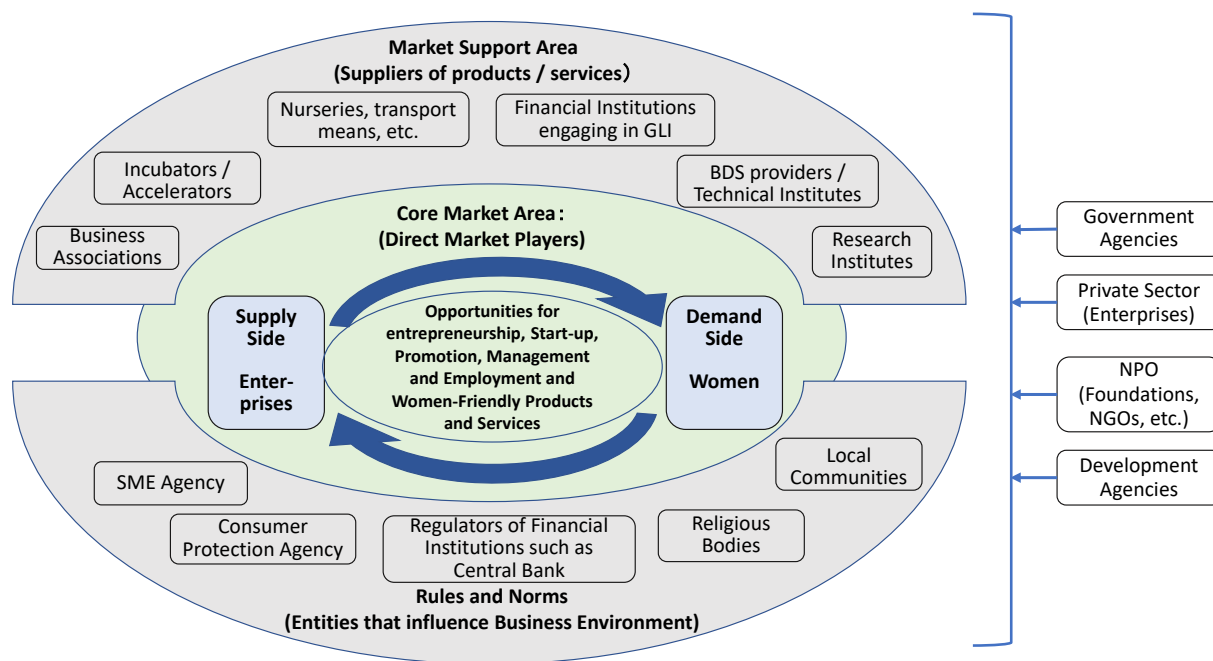 Market Support Area
(Suppliers of products / services)
Nurseries, transport
means, etc.
Financial Institutions
engaging in GLI
Incubators /
Accelerators
BDS providers /
Technical Institutes
Business
Associations
Research
Institutes
Core Market Area:
(Direct Market Players)
Supply
Side
Enter-
prises
Opportunities for
entrepreneurship, Start-up,
Promotion, Management
and Employment and
Women-Friendly Products
and Services
Demand
Side
Women
Local
Communities
SME Agency
Consumer
Protection Agency
Regulators of Financial
Institutions such as
Central Bank
Religious
Bodies
Rules and Norms
(Entities that influence Business Environment)
Government
Agencies
Private Sector
(Enterprises)
NPO
(Foundations,
NGOs, etc.)
Development
Agencies